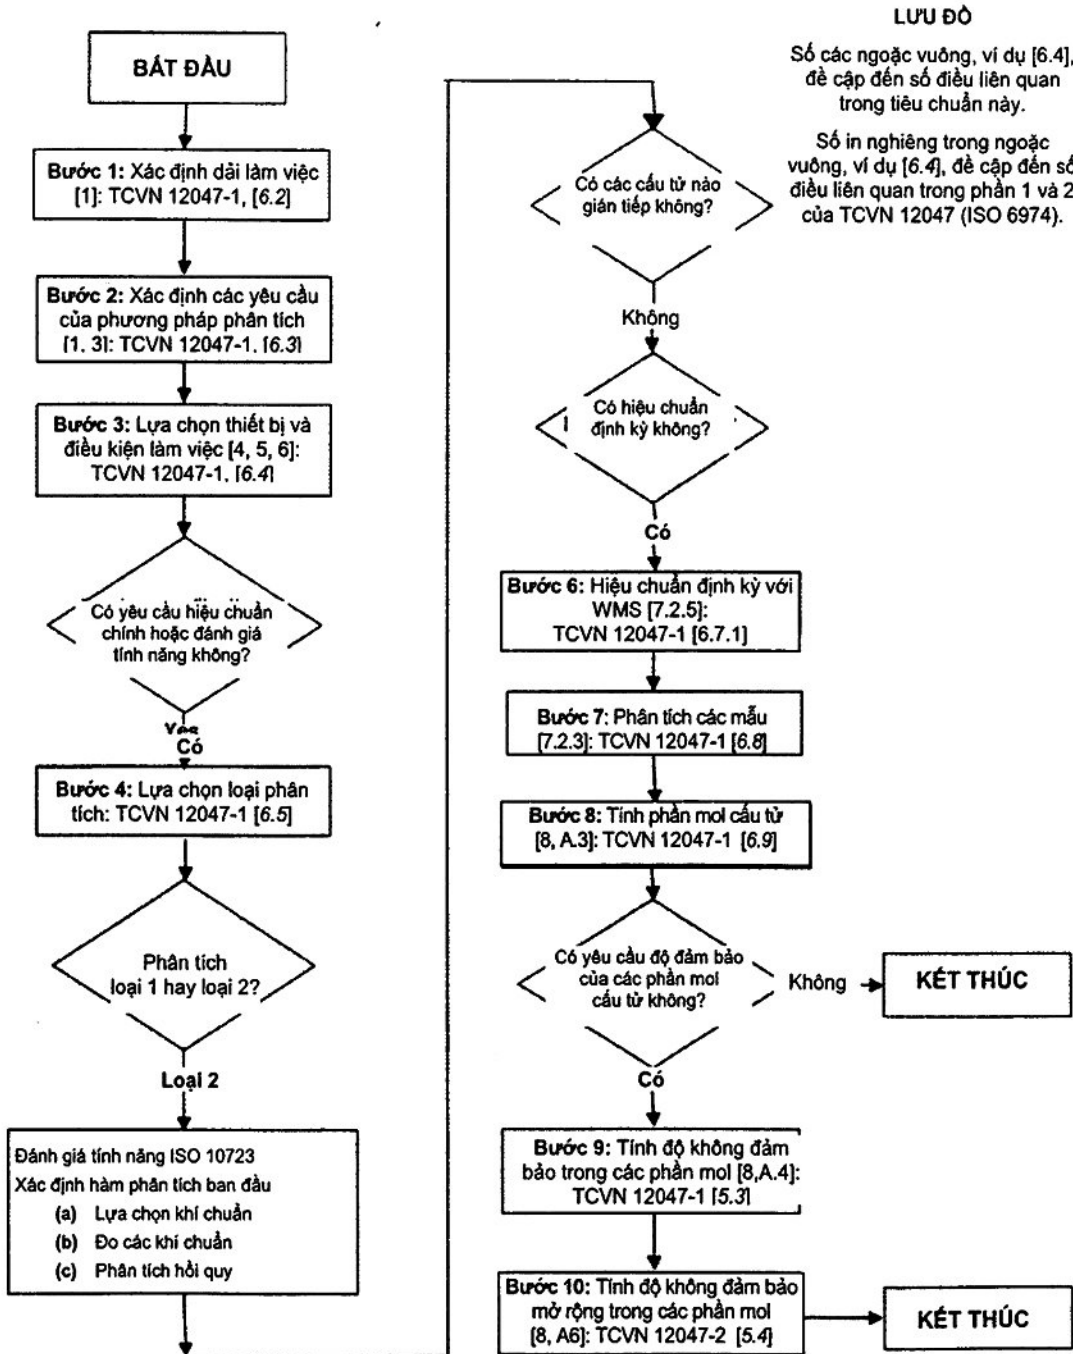 BẮT ĐẦU
Bước 1: Xác định dải làm việc
[1]: TCVN 12047-1, [6.2]
Bước 2: Xác định các yêu cầu
của phương pháp phân tích
[1, 3]: TCVN 12047-1, [6.3]
Bước 3: Lựa chọn thiết bị và
điều kiện làm việc [4, 5, 6]:
TCVN 12047-1, [6.4]
Có yêu cầu hiệu chuẩn
chính hoặc đánh giá
tính năng không?
Yes
Có
Bước 4: Lựa chọn loại phân
tích: TCVN 12047-1 [6.5]
Phân tích
loại 1 hay loại 2?
Loại 2
Đánh giá tính năng ISO 10723
Xác định hàm phân tích ban đầu
(a) Lựa chọn khí chuẩn
(b) Đo các khí chuẩn
(c) Phân tích hồi quy
Có các cấu tử nào
gián tiếp không?
Không
Có hiệu chuẩn
định kỳ không?
Có
Bước 6: Hiệu chuẩn định kỳ với
WMS [7.2.5]:
TCVN 12047-1 [6.7.1]
Bước 7: Phân tích các mẫu
[7.2.3]: TCVN 12047-1 [6.8]
Bước 8: Tính phần mol cấu tử
[8, A.3]: TCVN 12047-1 [6.9]
Có yêu cầu độ đảm bảo
của các phần mol
cấu tử không?
Không
KẾT THÚC
Có
Bước 9: Tính độ không đảm
bảo trong các phần mol [8,A.4]:
TCVN 12047-1 [5.3]
Bước 10: Tính độ không đảm bảo
mở rộng trong các phần mol
[8, A6]: TCVN 12047-2 [5.4]
KẾT THÚC
LƯU ĐỒ
Số các ngoặc vuông, ví dụ [6.4],
đề cập đến số điều liên quan
trong tiêu chuẩn này.
Số in nghiêng trong ngoặc
vuông, ví dụ [6.4], đề cập đến số
điều liên quan trong phần 1 và 2
của TCVN 12047 (ISO 6974).